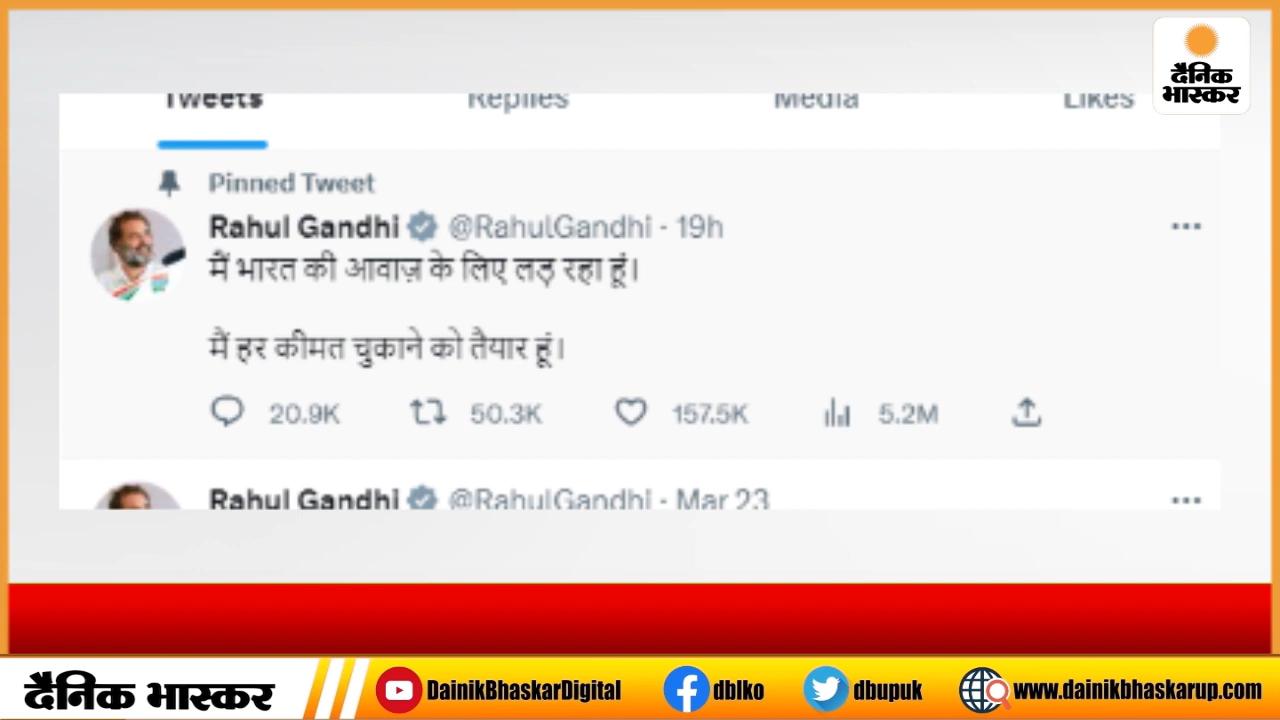 दैनिक
भास्कर
Tweets Replies Media Likes
Pinned Tweet
Rahul Gandhi @RahulGandhi · 19h
मैं भारत की आवाज़ के लिए लड़ रहा हूं।
मैं हर कीमत चुकाने को तैयार हूं।
20.9K 50.3K 157.5K 5.2M
Rahul Gandhi @RahulGandhi · Mar 23
दैनिक भास्कर DainikBhaskarDigital dblko dbupuk www.dainikbhaskarup.com